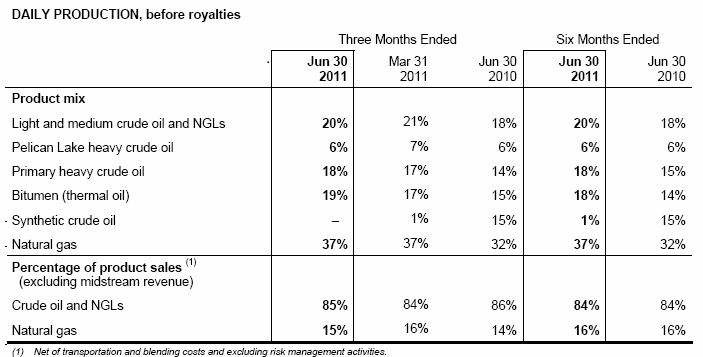 DAILY PRODUCTION, before royalties
Three Months Ended Six Months Ended
Jun 30 Mar 31 Jun 30 Jun 30 Jun 30
2011 2011 2010 2011 2010
Product mix
Light and medium crude oil and NGLs 20% 21% 18% 20% 18%
Pelican Lake heavy crude oil 6% 7% 6% 6% 6%
Primary heavy crude oil 18% 17% 14% 18% 15%
Bitumen (thermal oil) 19% 17% 15% 18% 14%
Synthetic crude oil – 1% 15% 1% 15%
Natural gas 37% 37% 32% 37% 32%
Percentage of product sales (1)
(excluding midstream revenue)
Crude oil and NGLs 85% 84% 86% 84% 84%
Natural gas 15% 16% 14% 16% 16%
(1) Net of transportation and blending costs and excluding risk management activities.